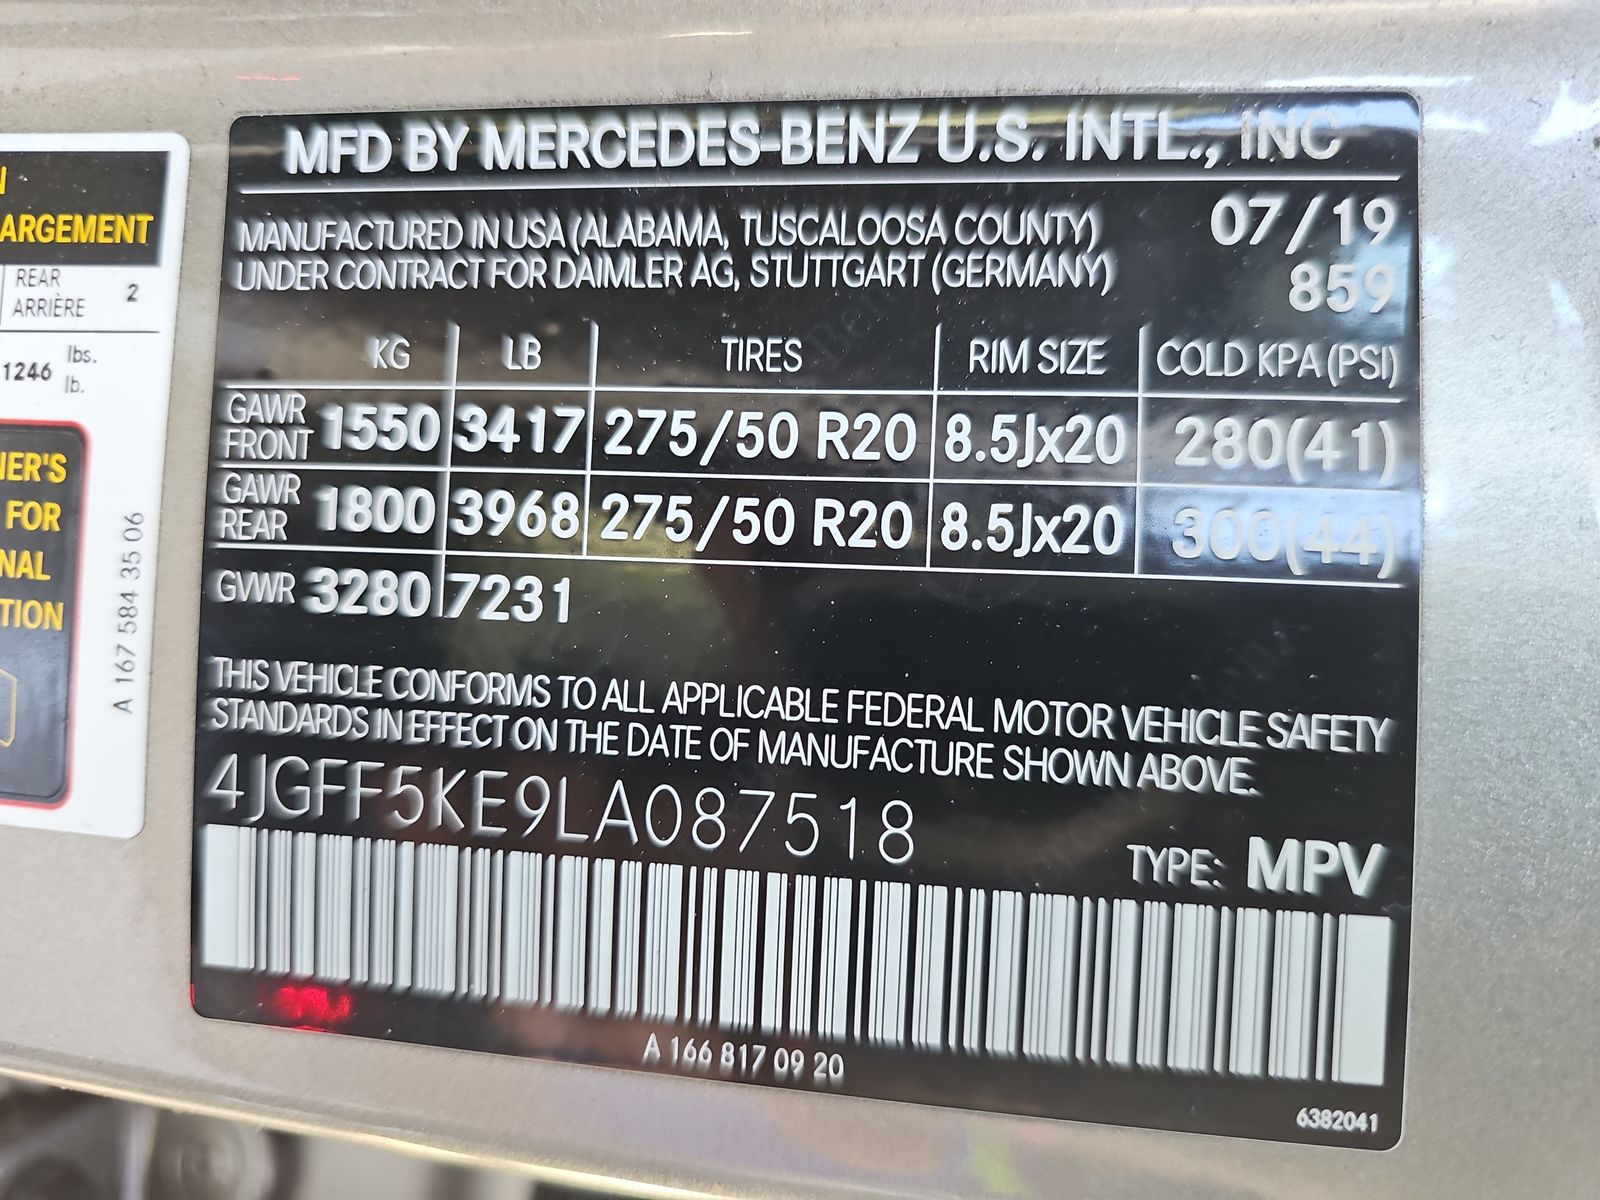 N
ARGEMENT
REAR
ARRIÈRE 2
1246 lbs.
lb.
NER'S
FOR
NAL
TION
A 167 584 35 06
MFD BY MERCEDES-BENZ U.S. INTL., INC
MANUFACTURED IN USA (ALABAMA, TUSCALOOSA COUNTY) 07/19
UNDER CONTRACT FOR DAIMLER AG, STUTTGART (GERMANY) 859
KG LB TIRES RIM SIZE COLD KPA (PSI)
GAWR FRONT 1550 3417 275/50 R20 8.5Jx20 280(41)
GAWR REAR 1800 3968 275/50 R20 8.5Jx20 300(44)
GVWR 3280 7231
THIS VEHICLE CONFORMS TO ALL APPLICABLE FEDERAL MOTOR VEHICLE SAFETY
STANDARDS IN EFFECT ON THE DATE OF MANUFACTURE SHOWN ABOVE.
4JGFF5KE9LA087518
TYPE: MPV
A 166 817 09 20
6382041